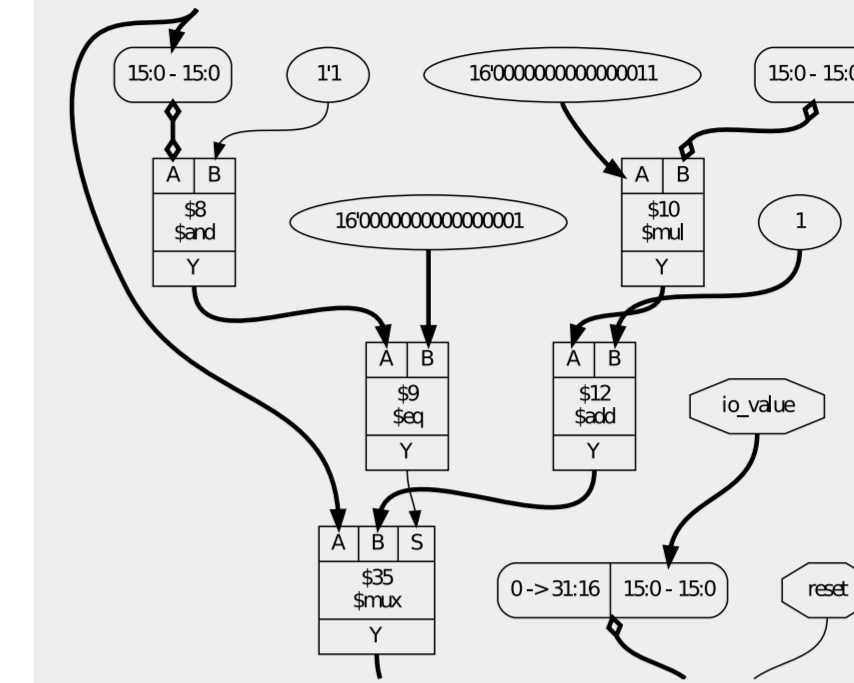 15:0 - 15:0
1'1
16'0000000000000011
15:0 - 15:0
A B
$8
$and
Y
A B
$10
$mul
Y
16'0000000000000001
1
A B
$9
$eq
Y
A B
$12
$add
Y
io_value
A B S
$35
$mux
Y
0 -> 31:16 15:0 - 15:0
reset